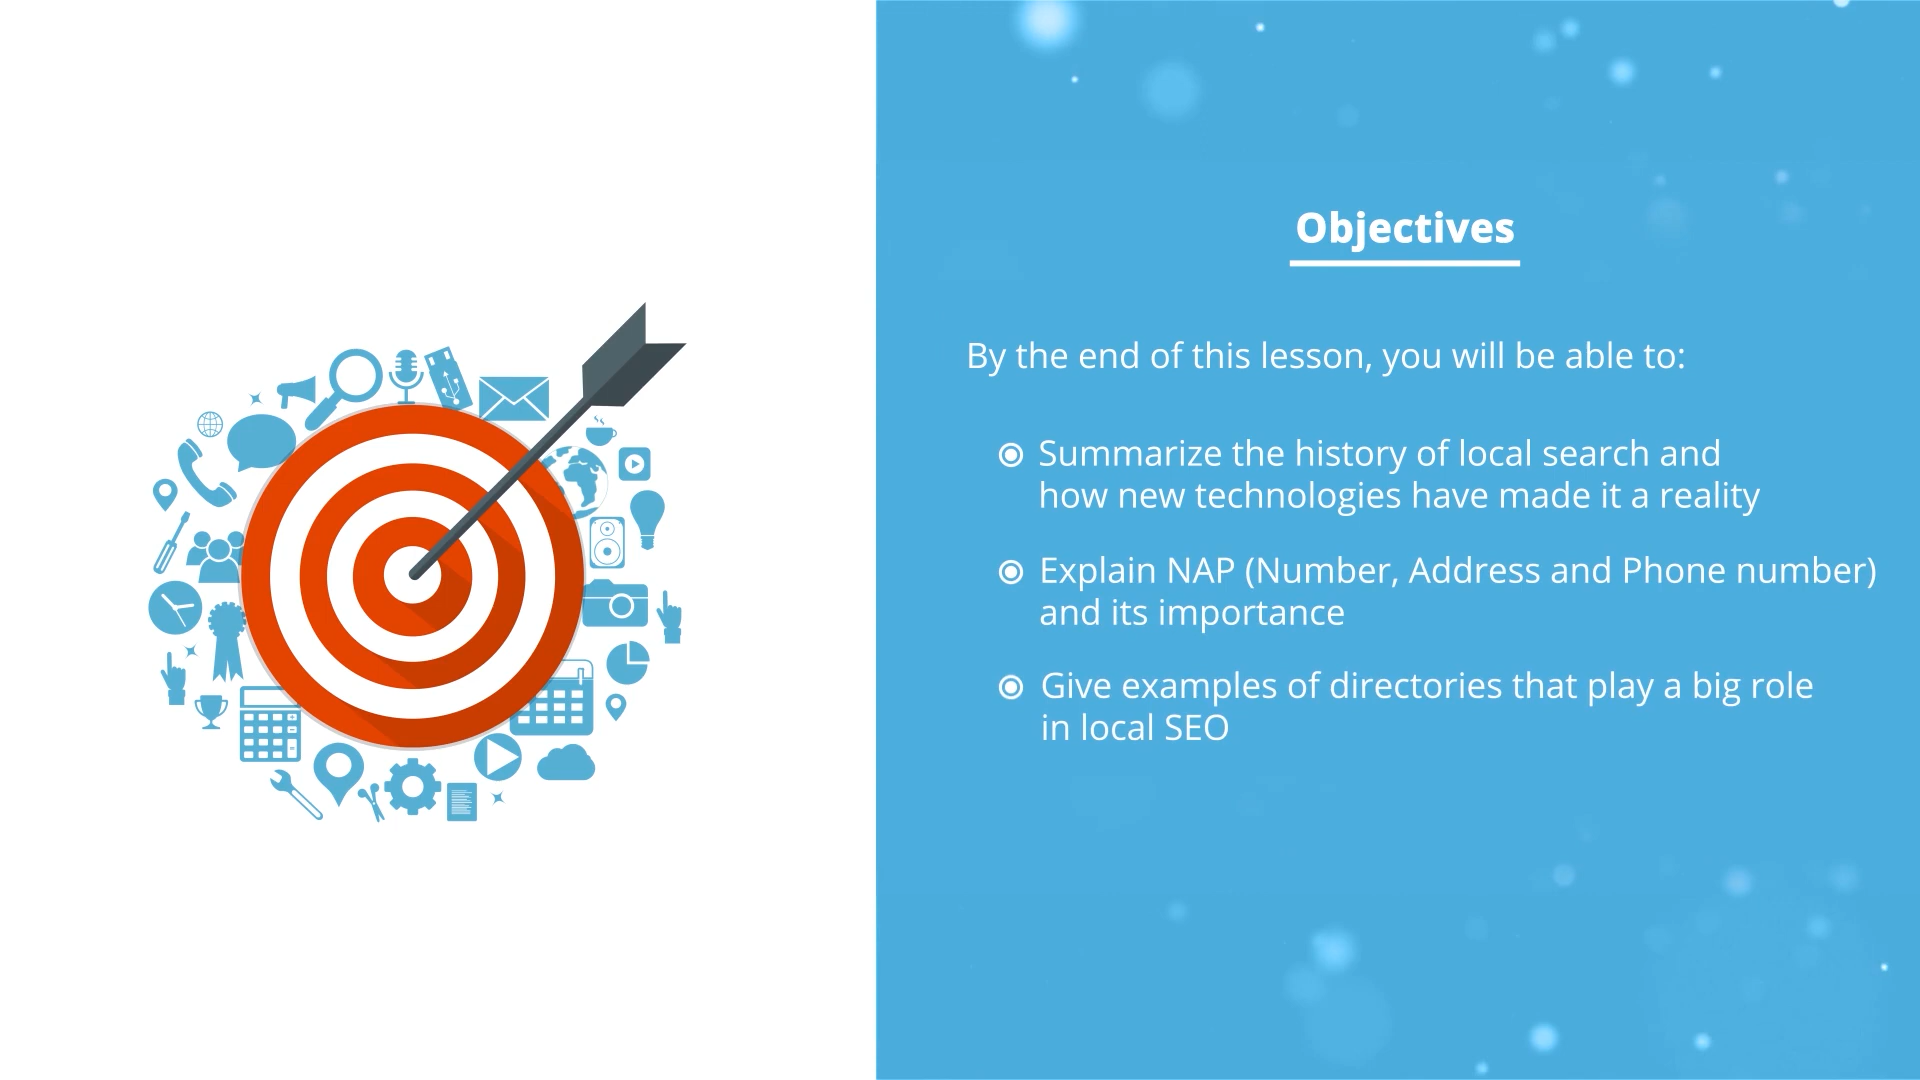 Objectives
By the end of this lesson, you will be able to:
Summarize the history of local search and
how new technologies have made it a reality
Explain NAP (Number, Address and Phone number)
and its importance
Give examples of directories that play a big role
in local SEO